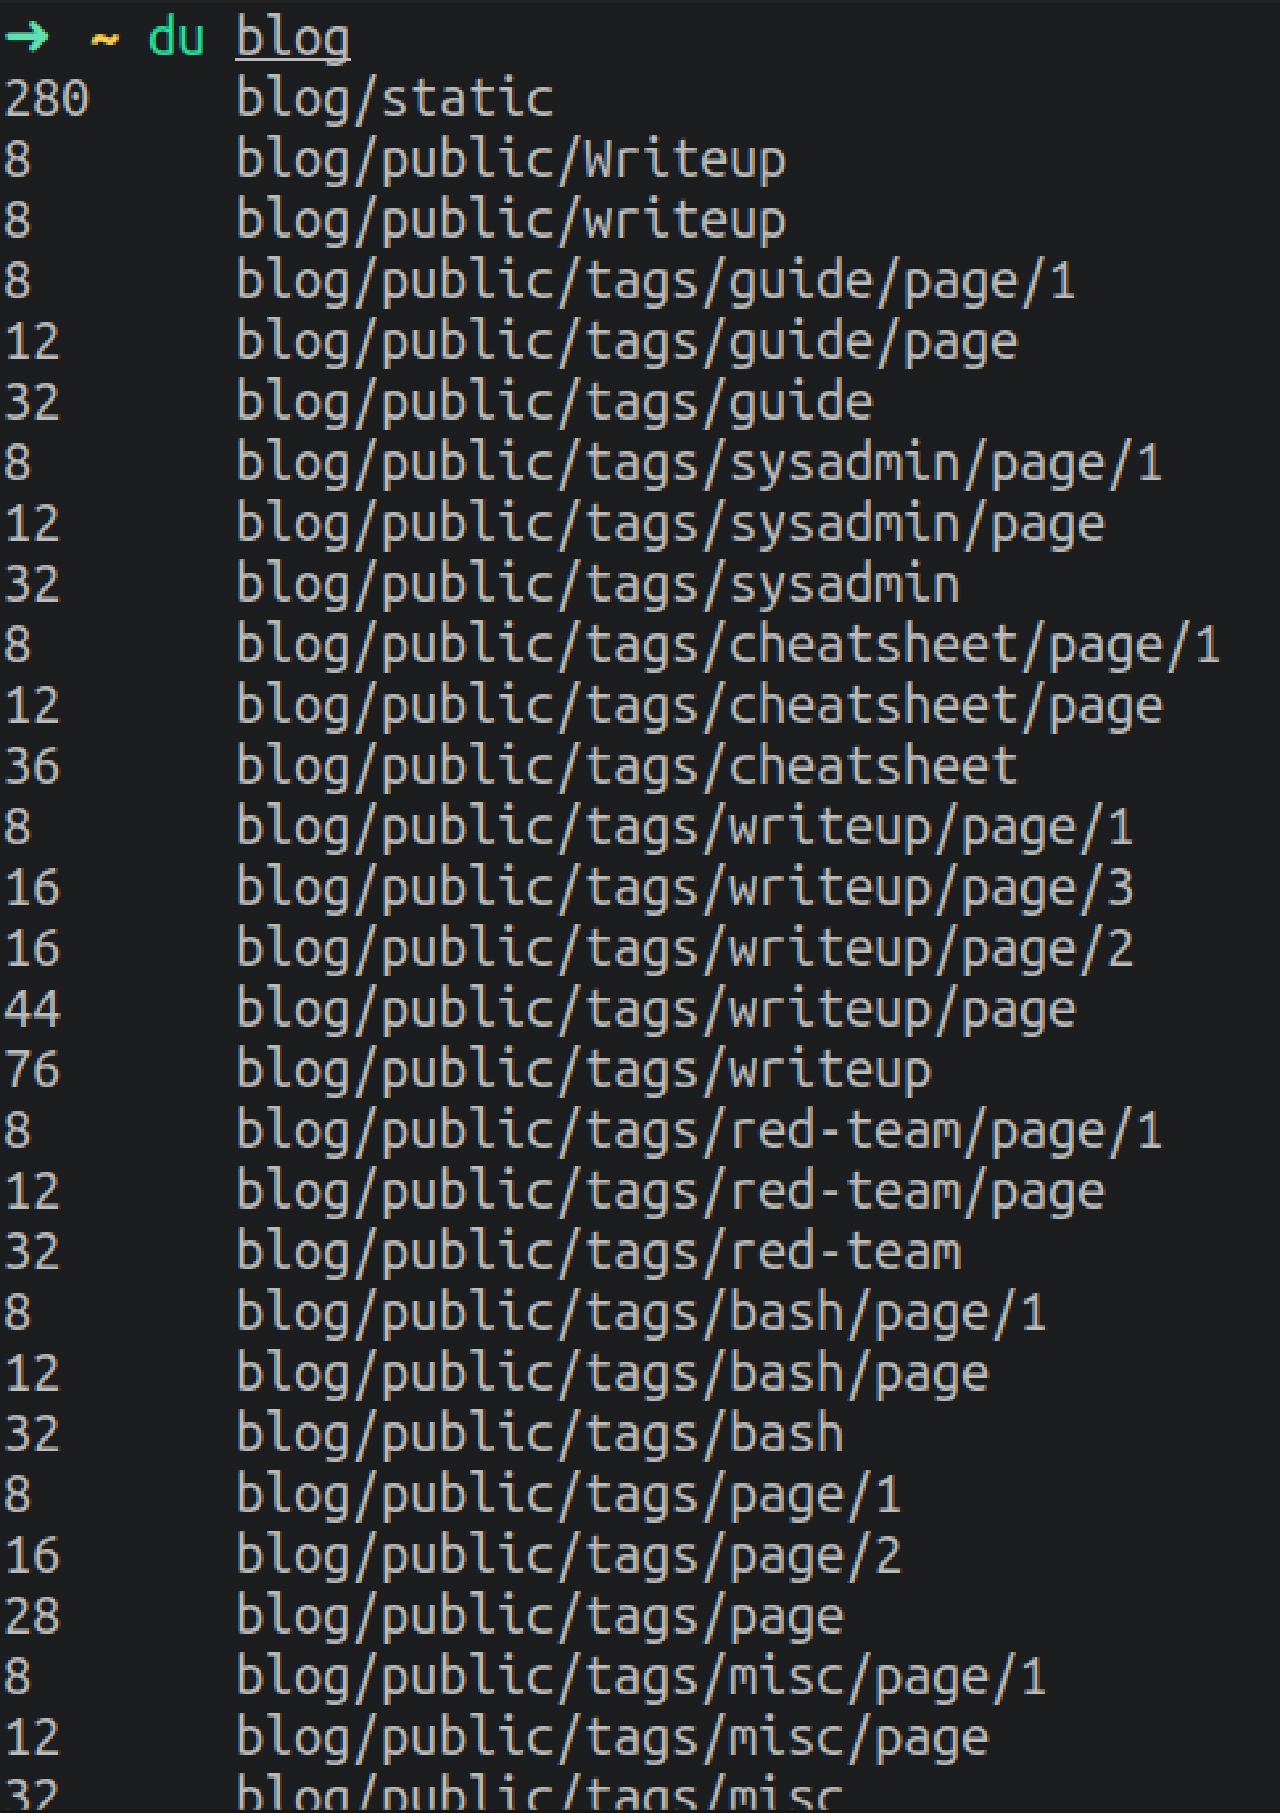 ➜ ~ du blog
280 blog/static
8 blog/public/Writeup
8 blog/public/writeup
8 blog/public/tags/guide/page/1
12 blog/public/tags/guide/page
32 blog/public/tags/guide
8 blog/public/tags/sysadmin/page/1
12 blog/public/tags/sysadmin/page
32 blog/public/tags/sysadmin
8 blog/public/tags/cheatsheet/page/1
12 blog/public/tags/cheatsheet/page
36 blog/public/tags/cheatsheet
8 blog/public/tags/writeup/page/1
16 blog/public/tags/writeup/page/3
16 blog/public/tags/writeup/page/2
44 blog/public/tags/writeup/page
76 blog/public/tags/writeup
8 blog/public/tags/red-team/page/1
12 blog/public/tags/red-team/page
32 blog/public/tags/red-team
8 blog/public/tags/bash/page/1
12 blog/public/tags/bash/page
32 blog/public/tags/bash
8 blog/public/tags/page/1
16 blog/public/tags/page/2
28 blog/public/tags/page
8 blog/public/tags/misc/page/1
12 blog/public/tags/misc/page
32 blog/public/tags/misc